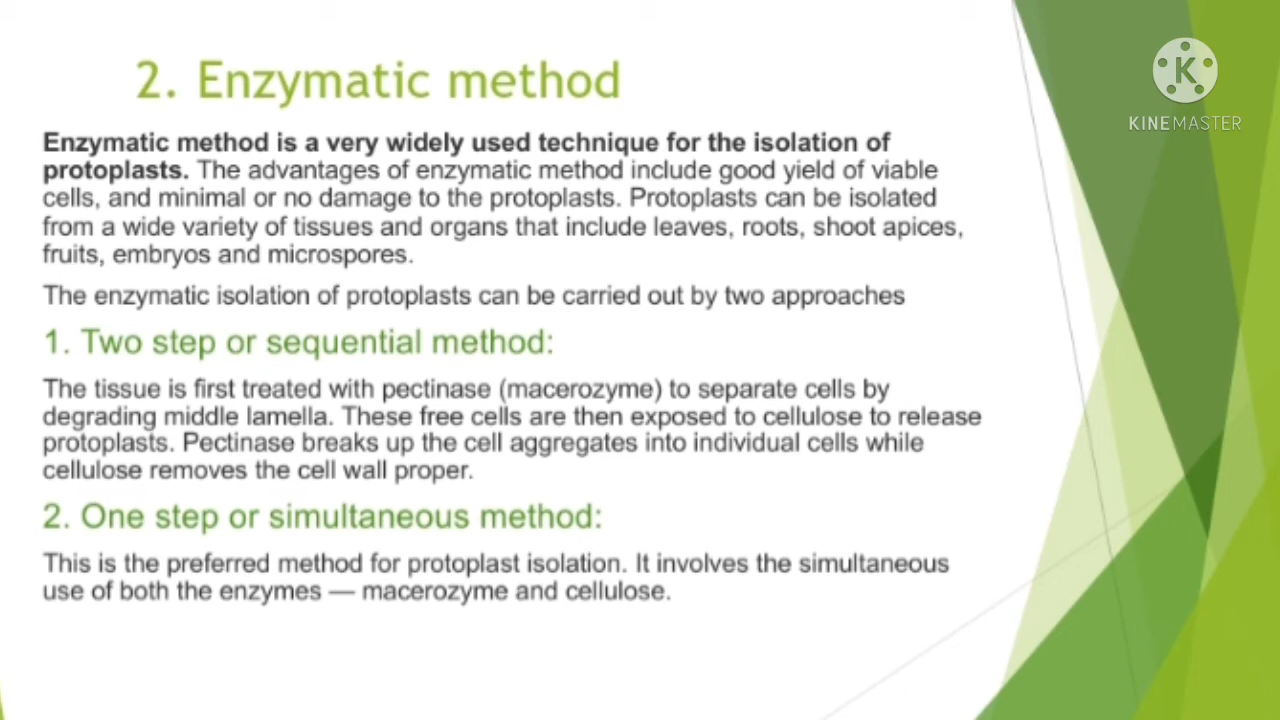 2. Enzymatic method
KINEMASTER
Enzymatic method is a very widely used technique for the isolation of
protoplasts. The advantages of enzymatic method include good yield of viable
cells, and minimal or no damage to the protoplasts. Protoplasts can be isolated
from a wide variety of tissues and organs that include leaves, roots, shoot apices,
fruits, embryos and microspores.
The enzymatic isolation of protoplasts can be carried out by two approaches
1. Two step or sequential method:
The tissue is first treated with pectinase (macerozyme) to separate cells by
degrading middle lamella. These free cells are then exposed to cellulose to release
protoplasts. Pectinase breaks up the cell aggregates into individual cells while
cellulose removes the cell wall proper.
2. One step or simultaneous method:
This is the preferred method for protoplast isolation. It involves the simultaneous
use of both the enzymes — macerozyme and cellulose.